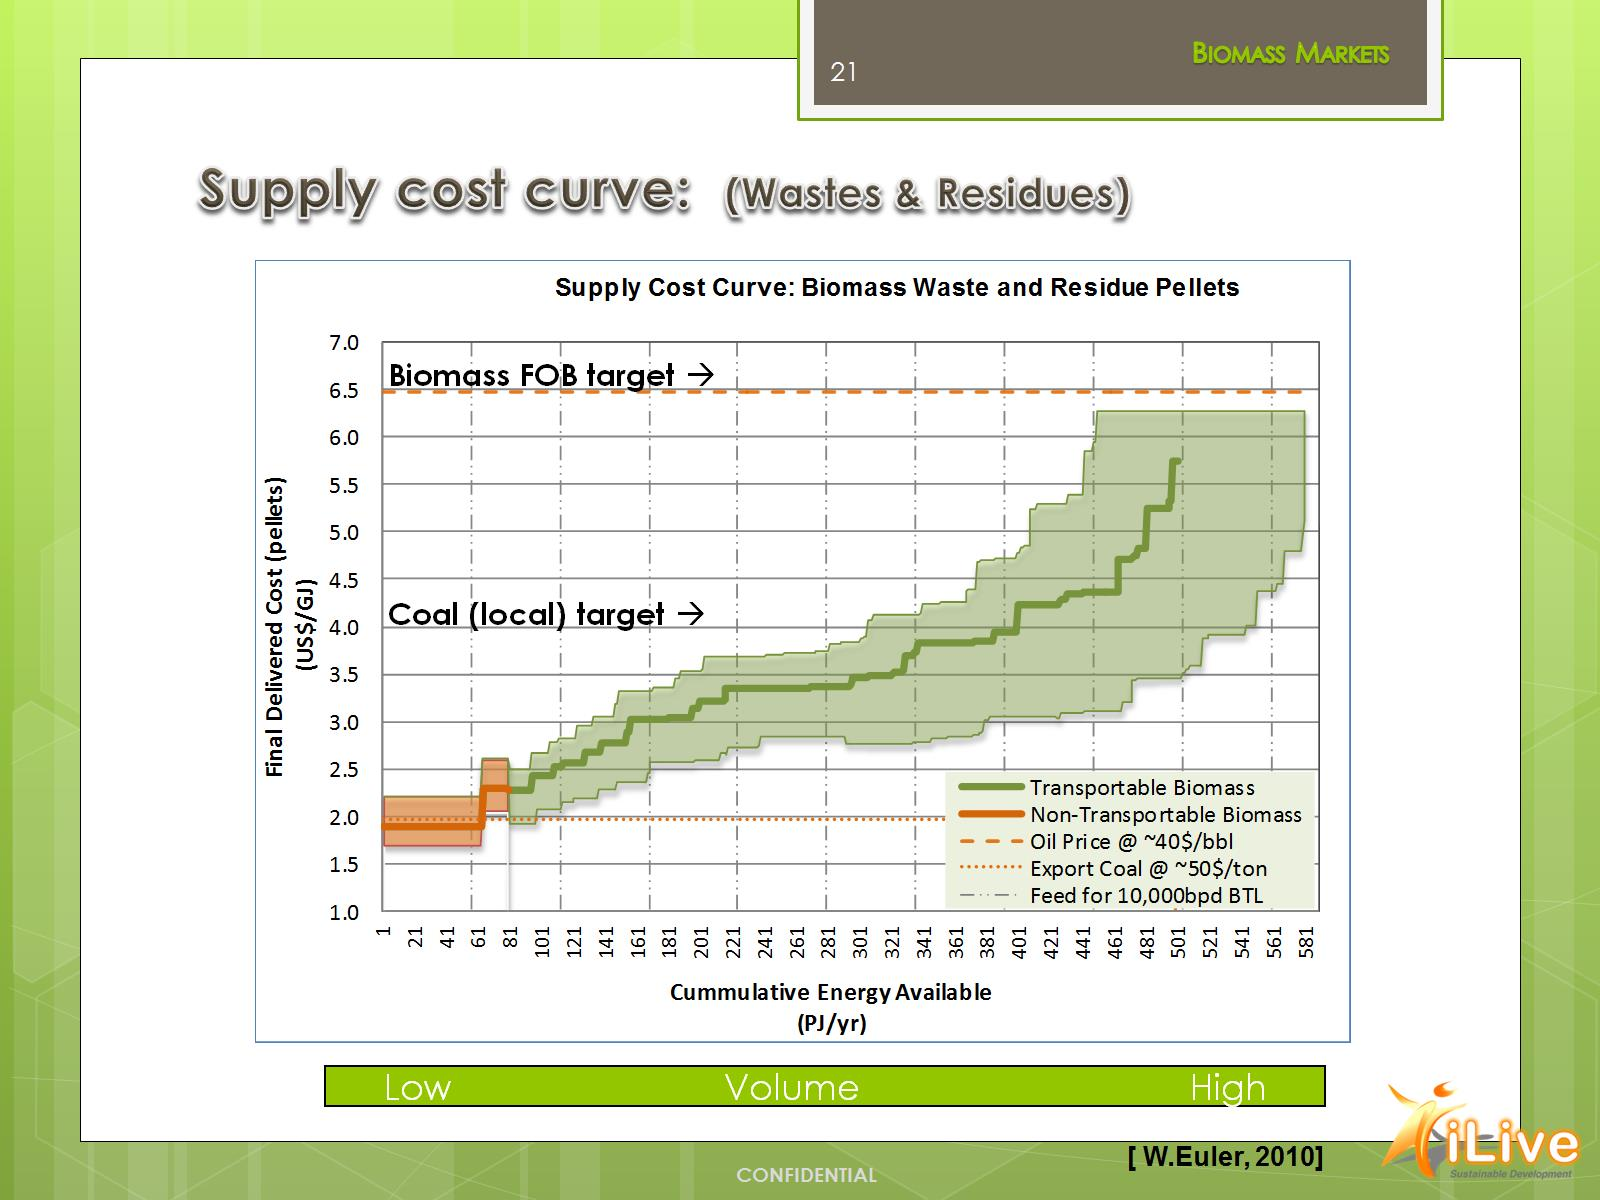 21
BIOMASS MARKETS
Supply cost curve: (Wastes & Residues)
Supply Cost Curve: Biomass Waste and Residue Pellets
Final Delivered Cost (pellets)
(US$/GJ)
7.0
6.5
6.0
5.5
5.0
4.5
4.0
3.5
3.0
2.5
2.0
1.5
1.0
Biomass FOB target →
Coal (local) target →
Transportable Biomass
Non-Transportable Biomass
Oil Price @ ~40$/bbl
Export Coal @ ~50$/ton
Feed for 10,000bpd BTL
1 21 41 61 81 101 121 141 161 181 201 221 241 261 281 301 321 341 361 381 401 421 441 461 481 501 521 541 561 581
Cummulative Energy Available
(PJ/yr)
Low Volume High
[ W.Euler, 2010]
iLive
Sustainable Development
CONFIDENTIAL